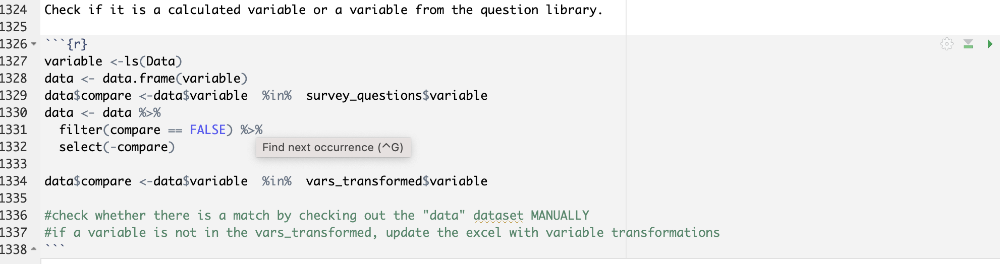 1324 Check if it is a calculated variable or a variable from the question library.
1325
1326 ```{r}
1327 variable <-ls(Data)
1328 data <- data.frame(variable)
1329 data$compare <-data$variable  %in%  survey_questions$variable
1330 data <- data %>%
1331   filter(compare == FALSE) %>%
1332   select(-compare)
Find next occurrence (^G)
1333
1334 data$compare <-data$variable  %in%  vars_transformed$variable
1335
1336 #check whether there is a match by checking out the "data" dataset MANUALLY
1337 #if a variable is not in the vars_transformed, update the excel with variable transformations
1338 ```